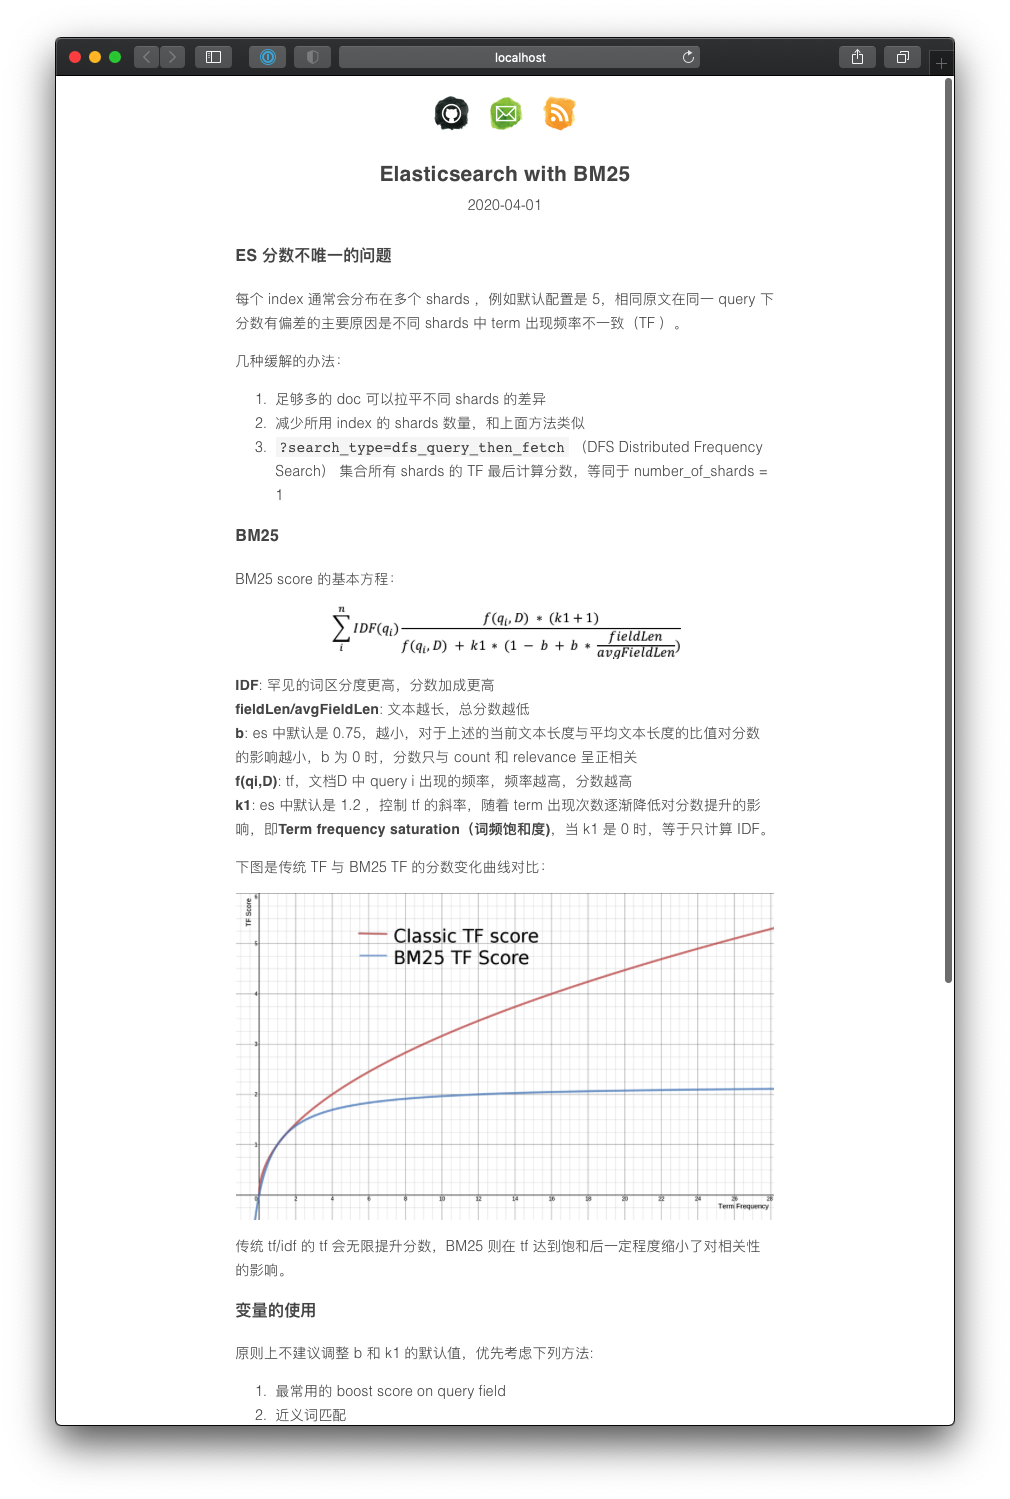 localhost
Elasticsearch with BM25
2020-04-01
ES 分数不唯一的问题
每个 index 通常会分布在多个 shards ，例如默认配置是 5，相同原文在同一 query 下
分数有偏差的主要原因是不同 shards 中 term 出现频率不一致（TF ）。
几种缓解的办法：
1. 足够多的 doc 可以拉平不同 shards 的差异
2. 减少所用 index 的 shards 数量，和上面方法类似
3. ?search_type=dfs_query_then_fetch （DFS Distributed Frequency
Search） 集合所有 shards 的 TF 最后计算分数，等同于 number_of_shards =
1
BM25
BM25 score 的基本方程：
n
∑ IDF(qi) f(qi, D) * (k1+1)
i
f(qi, D) + k1 * (1 − b + b * fieldLen
avgFieldLen)
IDF: 罕见的词区分度更高，分数加成更高
fieldLen/avgFieldLen: 文本越长，总分数越低
b: es 中默认是 0.75，越小，对于上述的当前文本长度与平均文本长度的比值对分数
的影响越小，b 为 0 时，分数只与 count 和 relevance 呈正相关
f(qi,D): tf，文档D 中 query i 出现的频率，频率越高，分数越高
k1: es 中默认是 1.2 ，控制 tf 的斜率，随着 term 出现次数逐渐降低对分数提升的影
响，即Term frequency saturation（词频饱和度)，当 k1 是 0 时，等于只计算 IDF。
下图是传统 TF 与 BM25 TF 的分数变化曲线对比：
TF Score
6
5
4
3
2
1
Classic TF score
BM25 TF Score
0 2 4 6 8 10 12 14 16 18 20 22 24 26 28
Term Frequency
传统 tf/idf 的 tf 会无限提升分数，BM25 则在 tf 达到饱和后一定程度缩小了对相关性
的影响。
变量的使用
原则上不建议调整 b 和 k1 的默认值，优先考虑下列方法:
1. 最常用的 boost score on query field
2. 近义词匹配